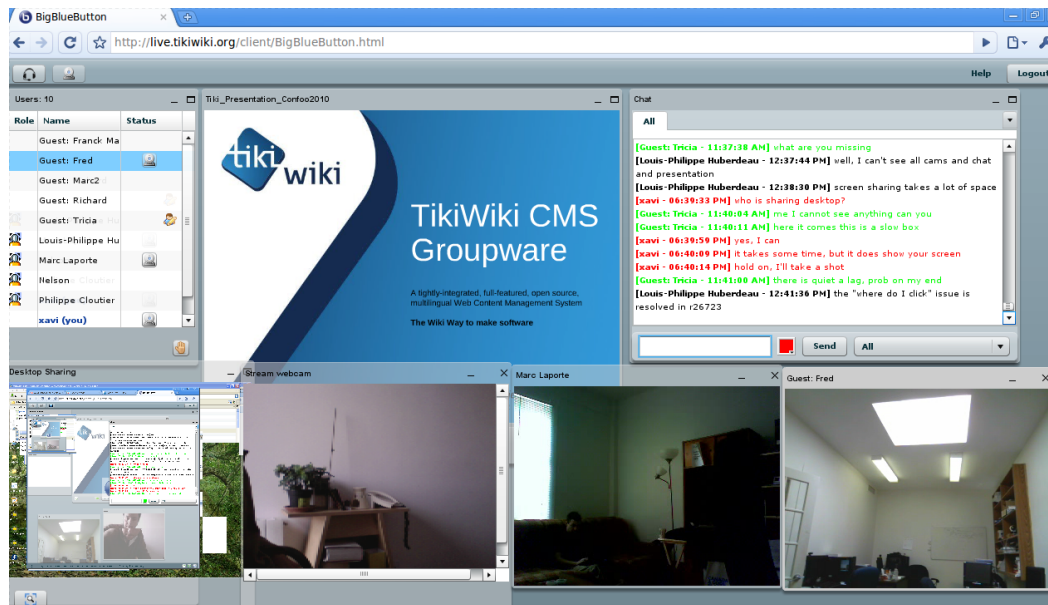 BigBlueButton
http://live.tikiwiki.org/client/BigBlueButton.html
Help
Logout
Users: 10
Role Name Status
Guest: Franck Ma
Guest: Fred
Guest: Marc2
Guest: Richard
Guest: Tricia
Louis-Philippe Hu
Marc Laporte
Nelson
Philippe Cloutier
xavi (you)
Tiki_Presentation_Confoo2010
tiki
wiki
TikiWiki CMS
Groupware
A tightly-integrated, full-featured, open source,
multilingual Web Content Management System
The Wiki Way to make software
Chat
All
[Guest: Tricia - 11:37:38 AM] what are you missing
[Louis-Philippe Huberdeau - 12:37:44 PM] well, I can't see all cams and chat
and presentation
[Louis-Philippe Huberdeau - 12:38:30 PM] screen sharing takes a lot of space
[xavi - 06:39:33 PM] who is sharing desktop?
[Guest: Tricia - 11:40:04 AM] me I cannot see anything can you
[Guest: Tricia - 11:40:11 AM] here it comes this is a slow box
[xavi - 06:39:59 PM] yes, I can
[xavi - 06:40:09 PM] it takes some time, but it does show your screen
[xavi - 06:40:14 PM] hold on, I'll take a shot
[Guest: Tricia - 11:41:00 AM] there is quiet a lag, prob on my end
[Louis-Philippe Huberdeau - 12:41:36 PM] the "where do I click" issue is
resolved in r26723
Send
All
Desktop Sharing
Stream webcam
Marc Laporte
Guest: Fred